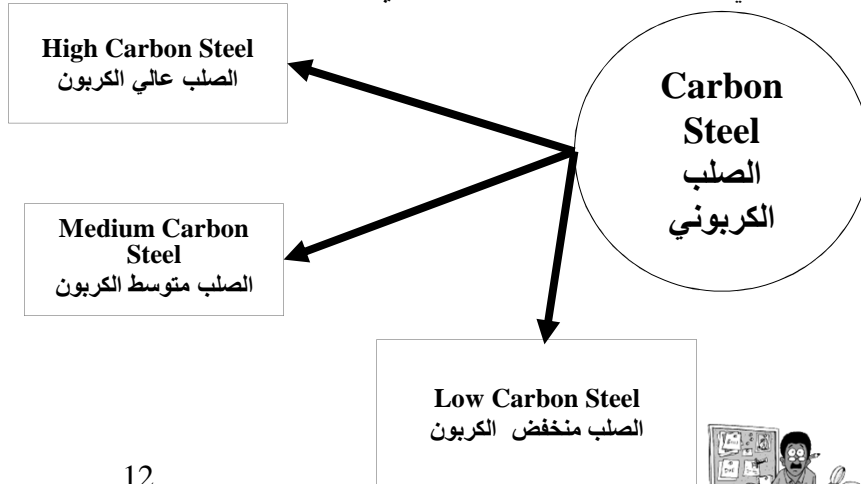 High Carbon Steel
الصلب عالي الكربون
Carbon
Steel
الصلب
الكربوني
Medium Carbon
Steel
الصلب متوسط الكربون
Low Carbon Steel
الصلب منخفض الكربون
12